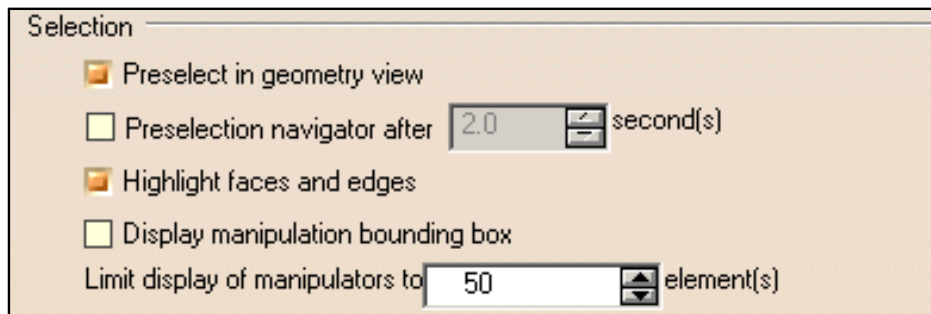 Selection
Preselect in geometry view
Preselection navigator after 2.0 second(s)
Highlight faces and edges
Display manipulation bounding box
Limit display of manipulators to 50 element(s)